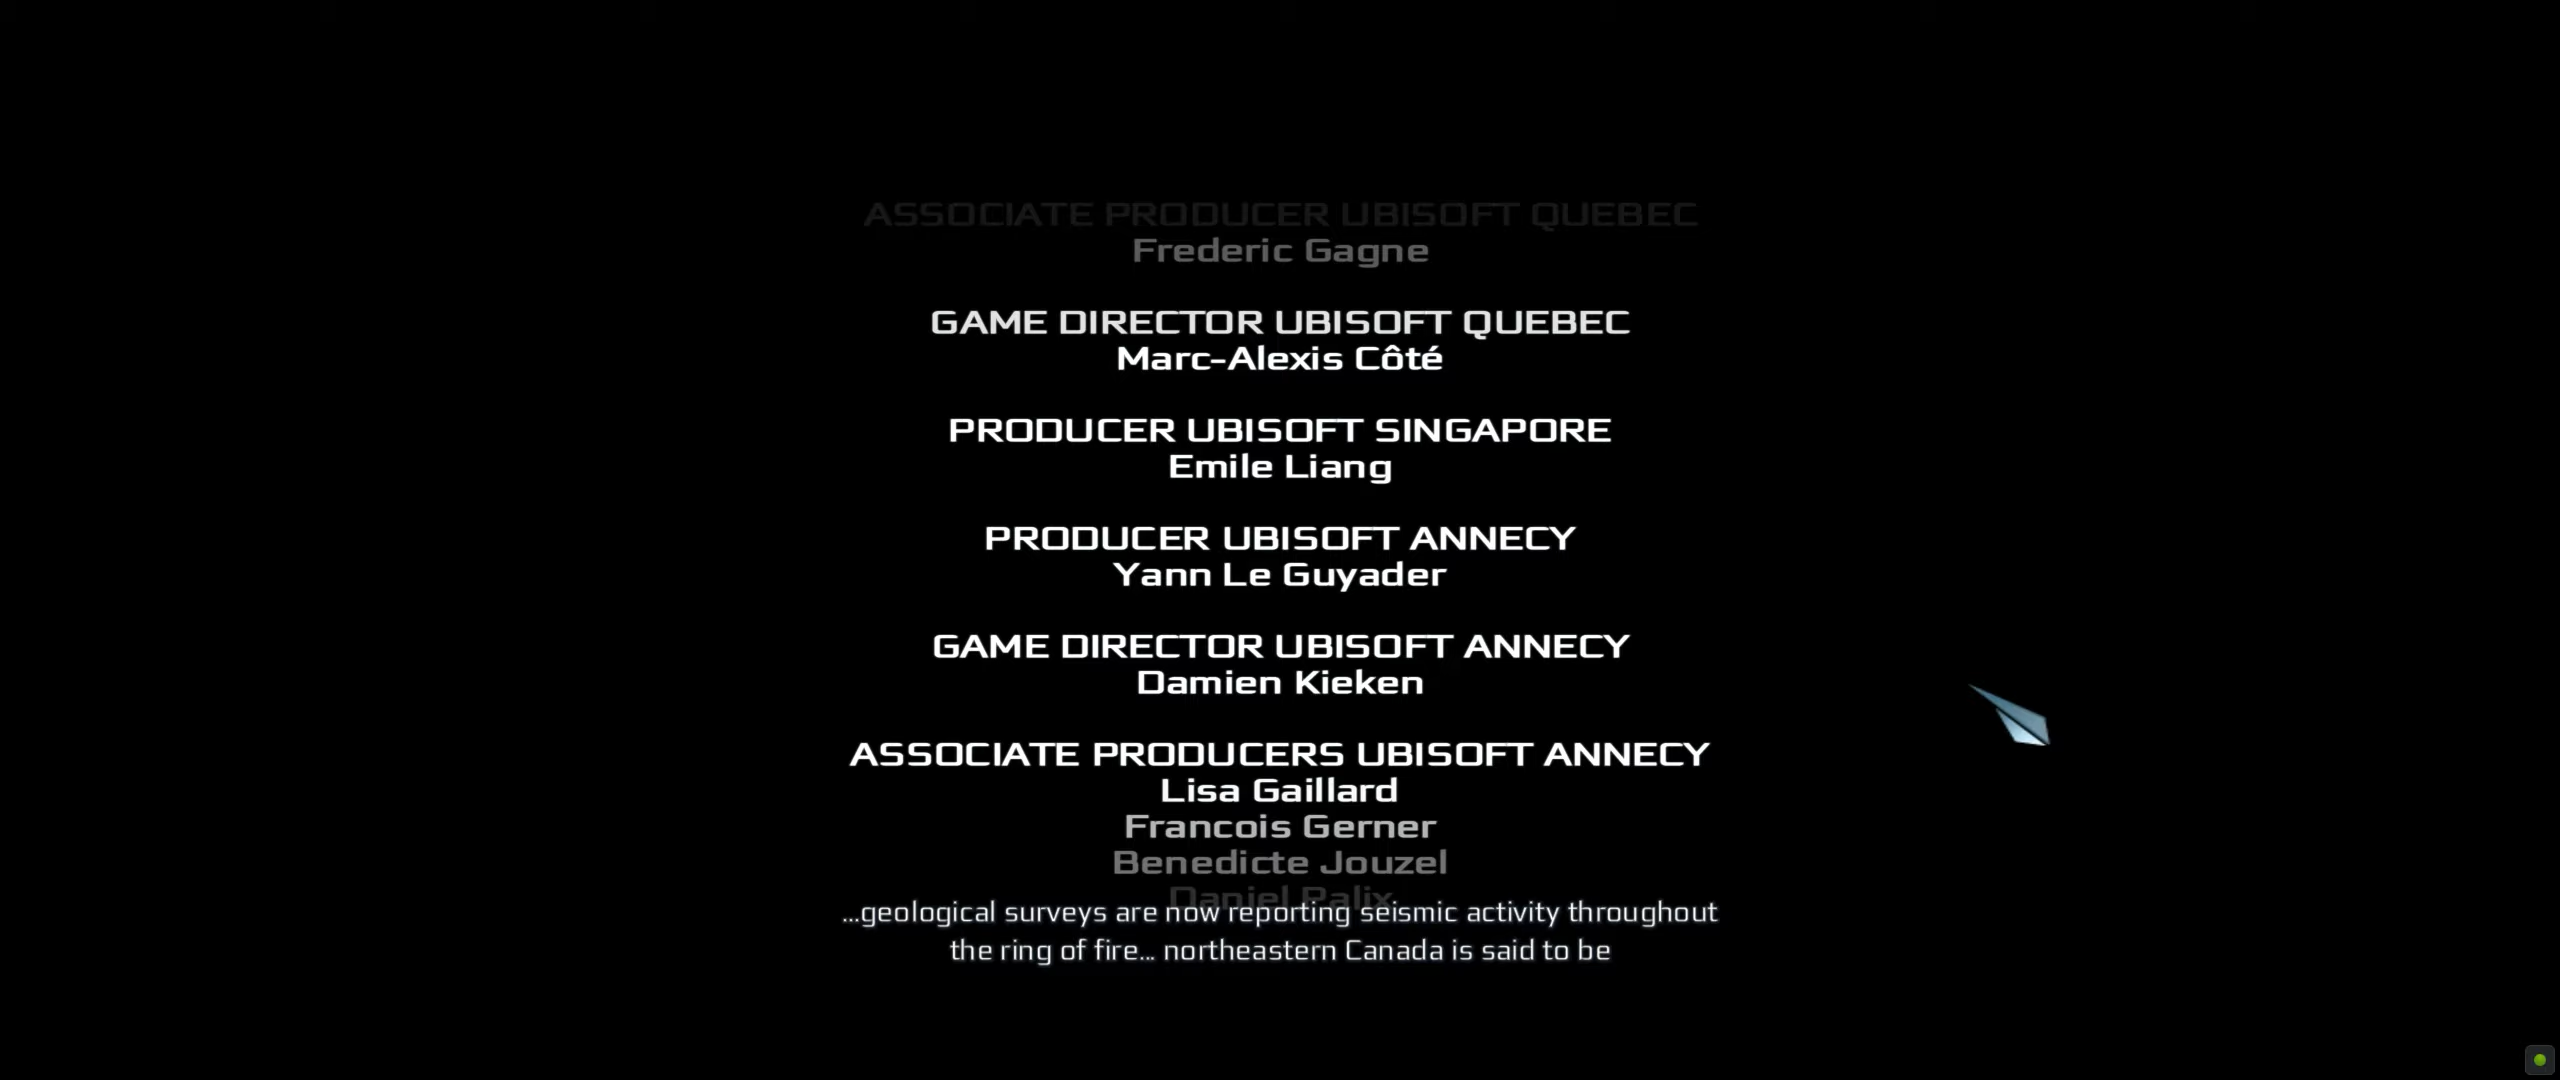 ASSOCIATE PRODUCER UBISOFT QUEBEC
Frederic Gagne
GAME DIRECTOR UBISOFT QUEBEC
Marc-Alexis Côté
PRODUCER UBISOFT SINGAPORE
Emile Liang
PRODUCER UBISOFT ANNECY
Yann Le Guyader
GAME DIRECTOR UBISOFT ANNECY
Damien Kieken
ASSOCIATE PRODUCERS UBISOFT ANNECY
Lisa Gaillard
Francois Gerner
Benedicte Jouzel
Daniel Palix
...geological surveys are now reporting seismic activity throughout
the ring of fire... northeastern Canada is said to be